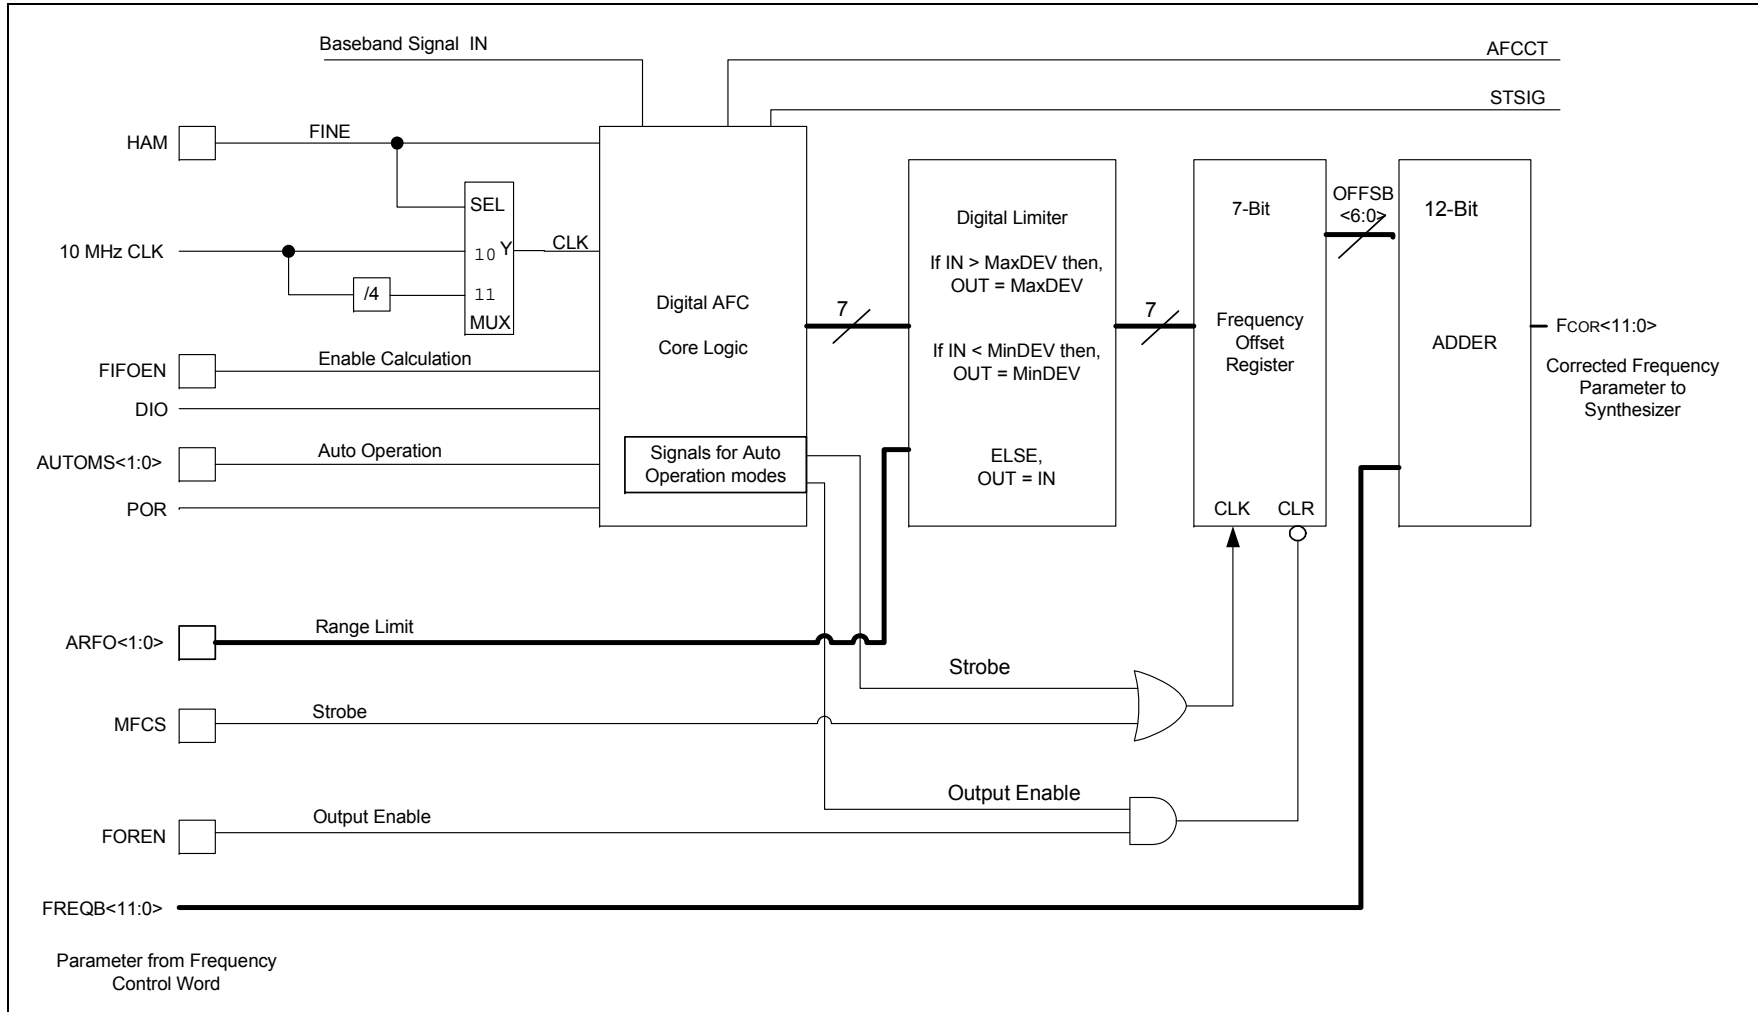 Baseband Signal IN
AFCCT
STSIG
HAM
FINE
SEL
10 MHz CLK
10 Y
CLK
/4
11
MUX
FIFOEN
Enable Calculation
DIO
AUTOMS<1:0>
Auto Operation
POR
Digital AFC
Core Logic
Signals for Auto
Operation modes
7
Digital Limiter
If IN > MaxDEV then,
OUT = MaxDEV
If IN < MinDEV then,
OUT = MinDEV
ELSE,
OUT = IN
7
7-Bit
Frequency
Offset
Register
CLK
CLR
OFFSB
<6:0>
12-Bit
ADDER
FCOR<11:0>
Corrected Frequency
Parameter to
Synthesizer
ARFO<1:0>
Range Limit
Strobe
MFCS
Strobe
Output Enable
FOREN
Output Enable
FREQB<11:0>
Parameter from Frequency
Control Word